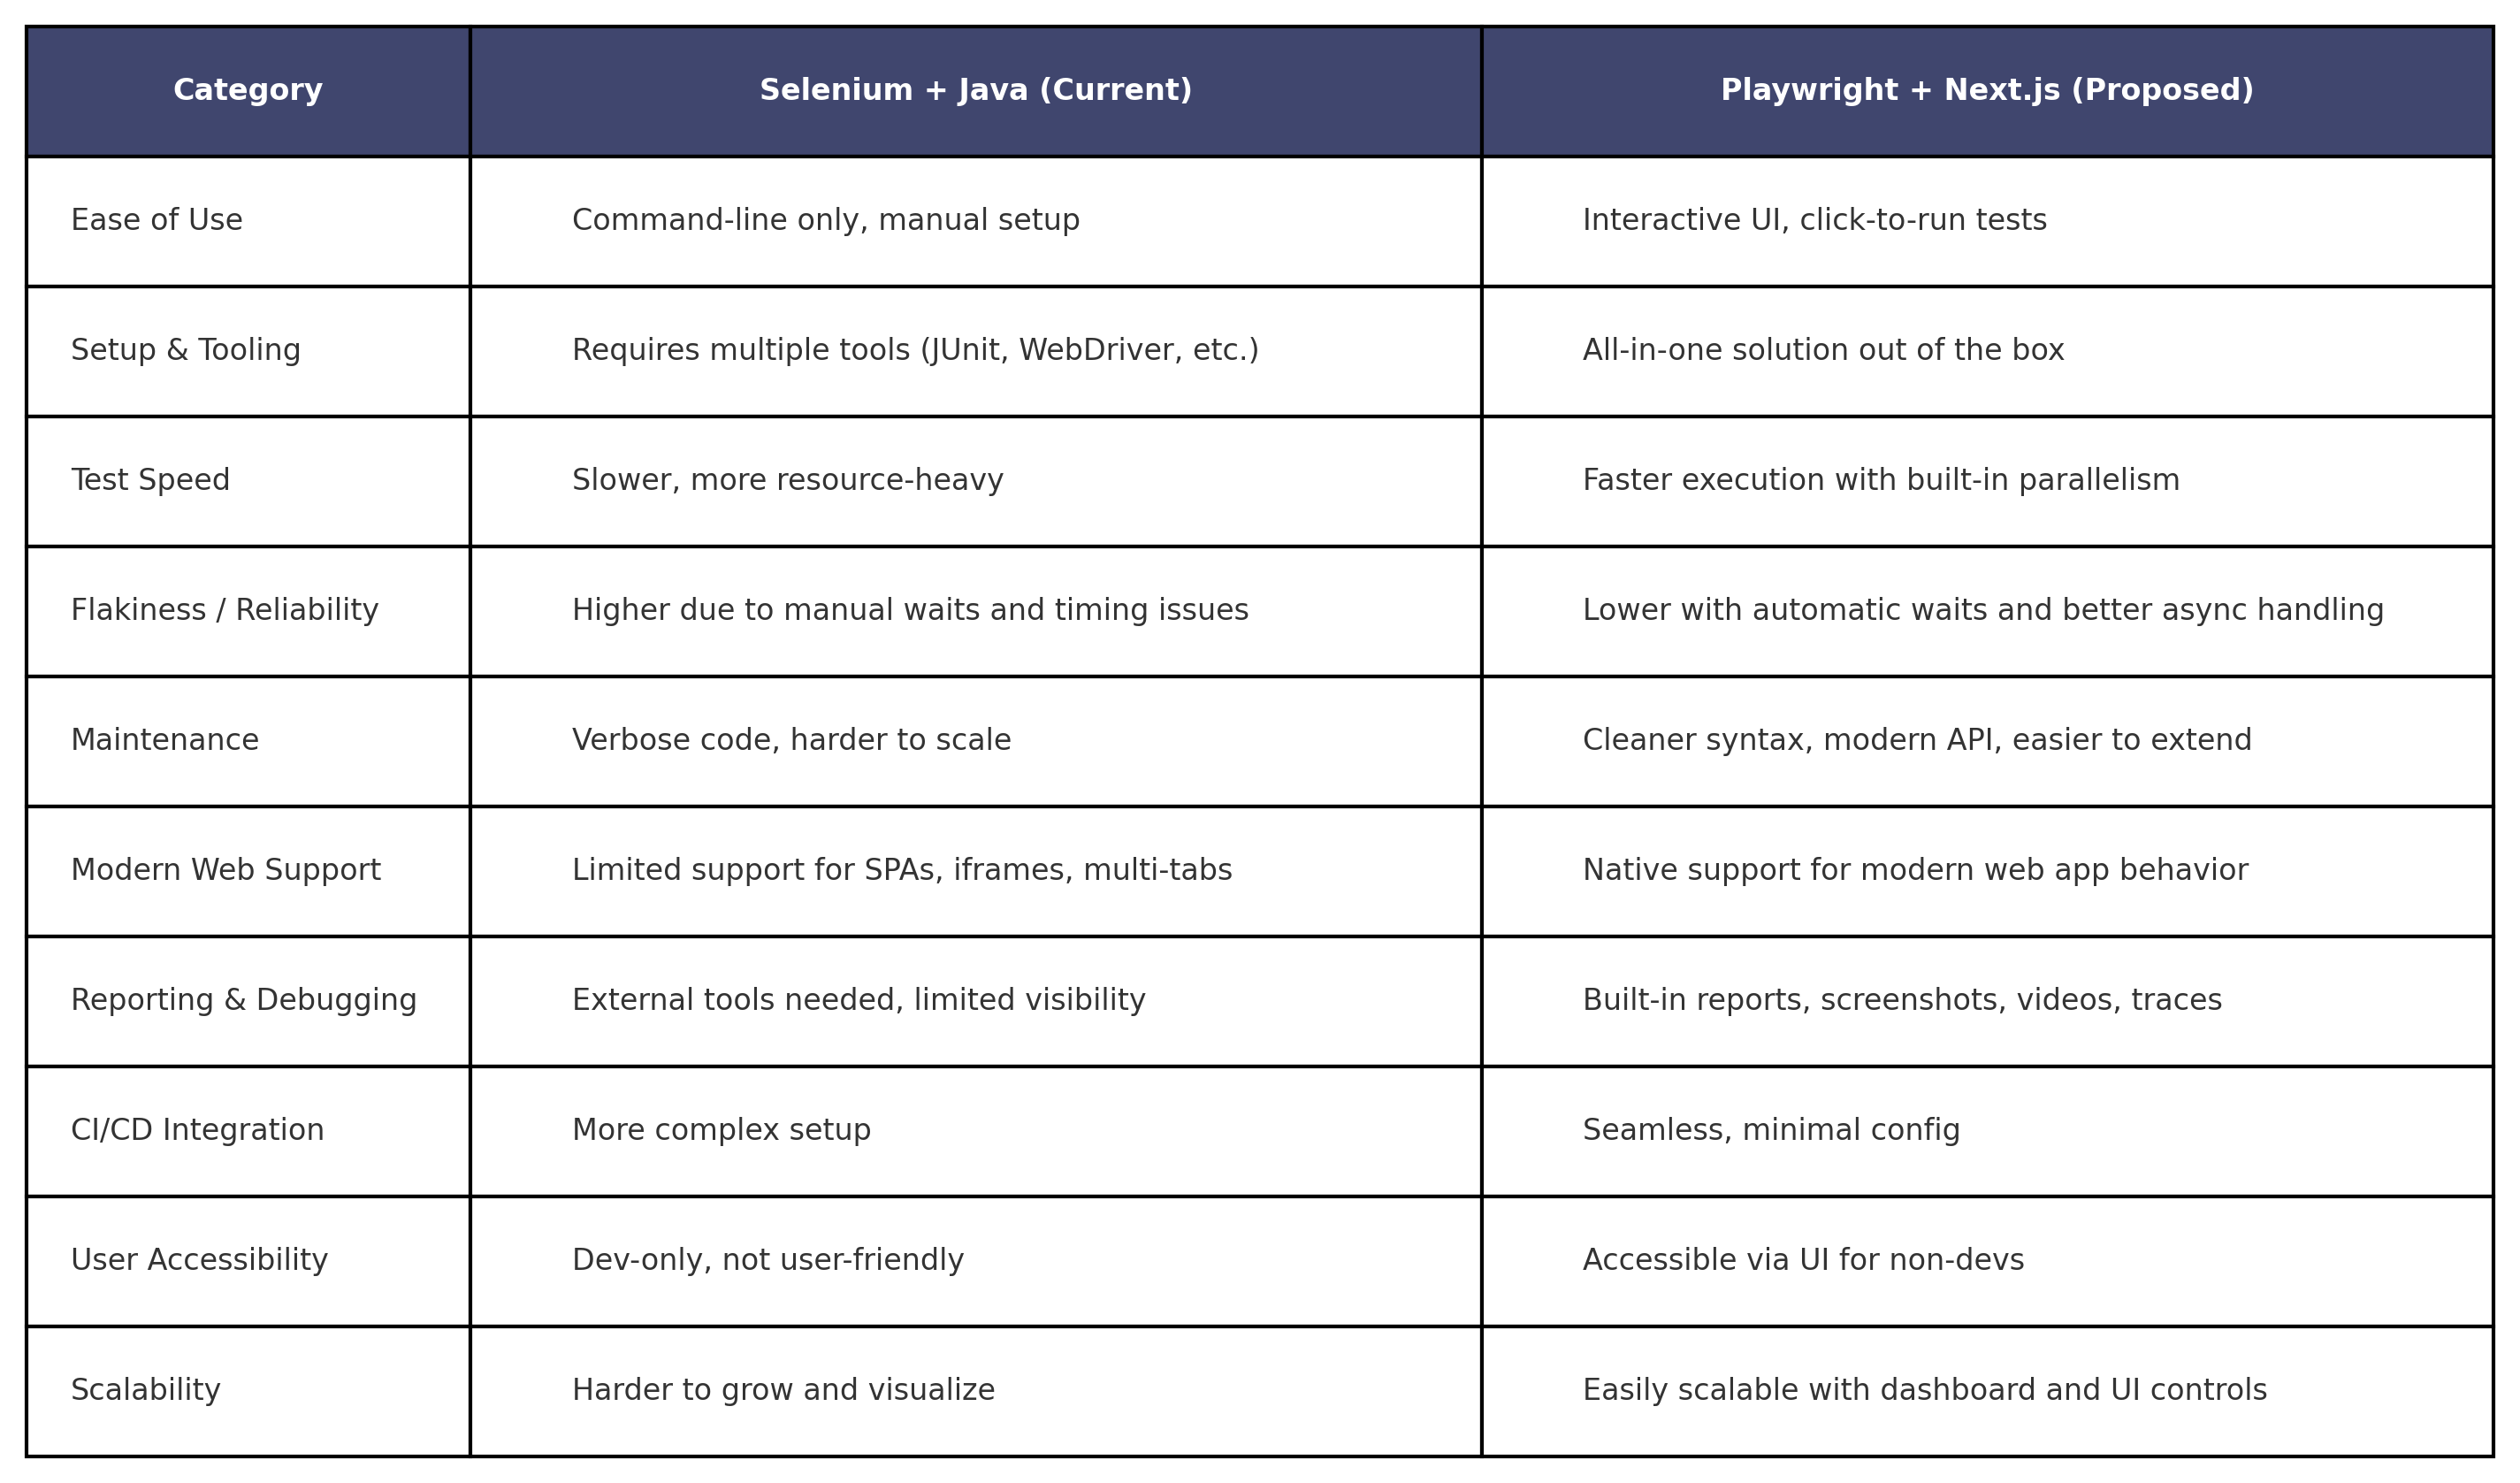 Category Selenium + Java (Current) Playwright + Next.js (Proposed)
Ease of Use Command-line only, manual setup Interactive UI, click-to-run tests
Setup & Tooling Requires multiple tools (JUnit, WebDriver, etc.) All-in-one solution out of the box
Test Speed Slower, more resource-heavy Faster execution with built-in parallelism
Flakiness / Reliability Higher due to manual waits and timing issues Lower with automatic waits and better async handling
Maintenance Verbose code, harder to scale Cleaner syntax, modern API, easier to extend
Modern Web Support Limited support for SPAs, iframes, multi-tabs Native support for modern web app behavior
Reporting & Debugging External tools needed, limited visibility Built-in reports, screenshots, videos, traces
CI/CD Integration More complex setup Seamless, minimal config
User Accessibility Dev-only, not user-friendly Accessible via UI for non-devs
Scalability Harder to grow and visualize Easily scalable with dashboard and UI controls